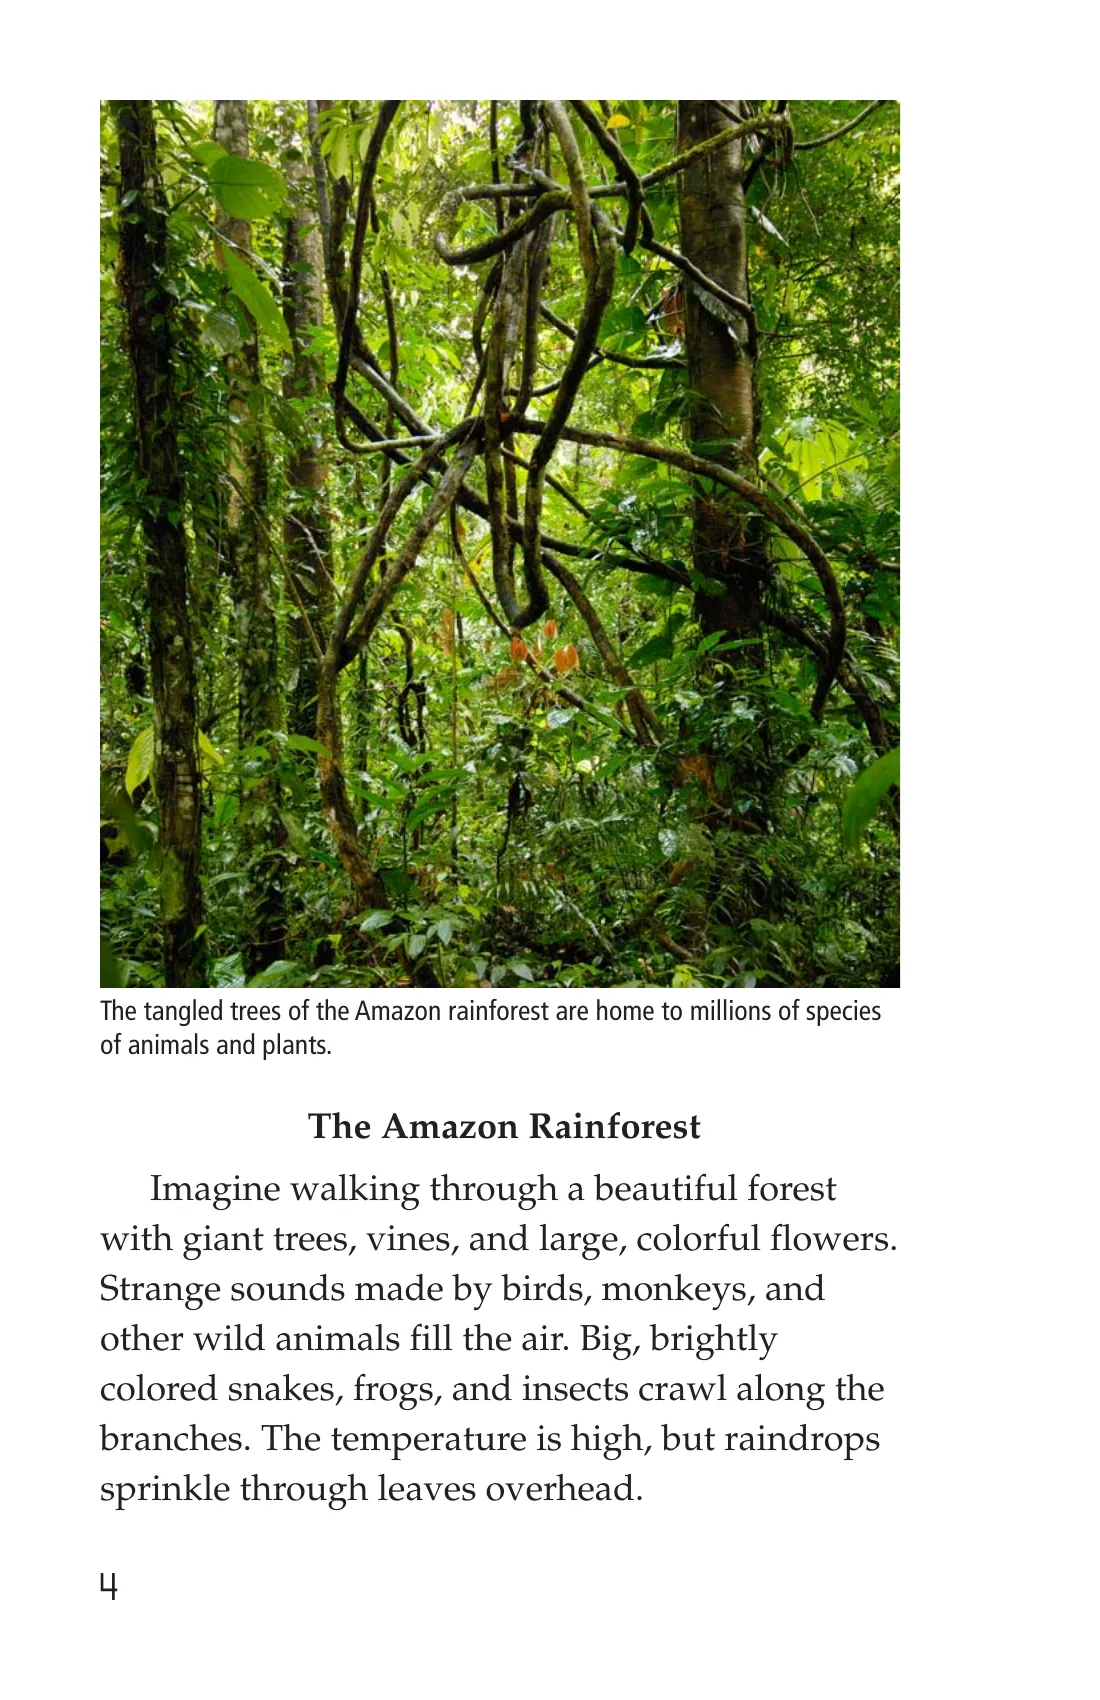 The tangled trees of the Amazon rainforest are home to millions of species
of animals and plants.
The Amazon Rainforest
Imagine walking through a beautiful forest
with giant trees, vines, and large, colorful flowers.
Strange sounds made by birds, monkeys, and
other wild animals fill the air. Big, brightly
colored snakes, frogs, and insects crawl along the
branches. The temperature is high, but raindrops
sprinkle through leaves overhead.
4